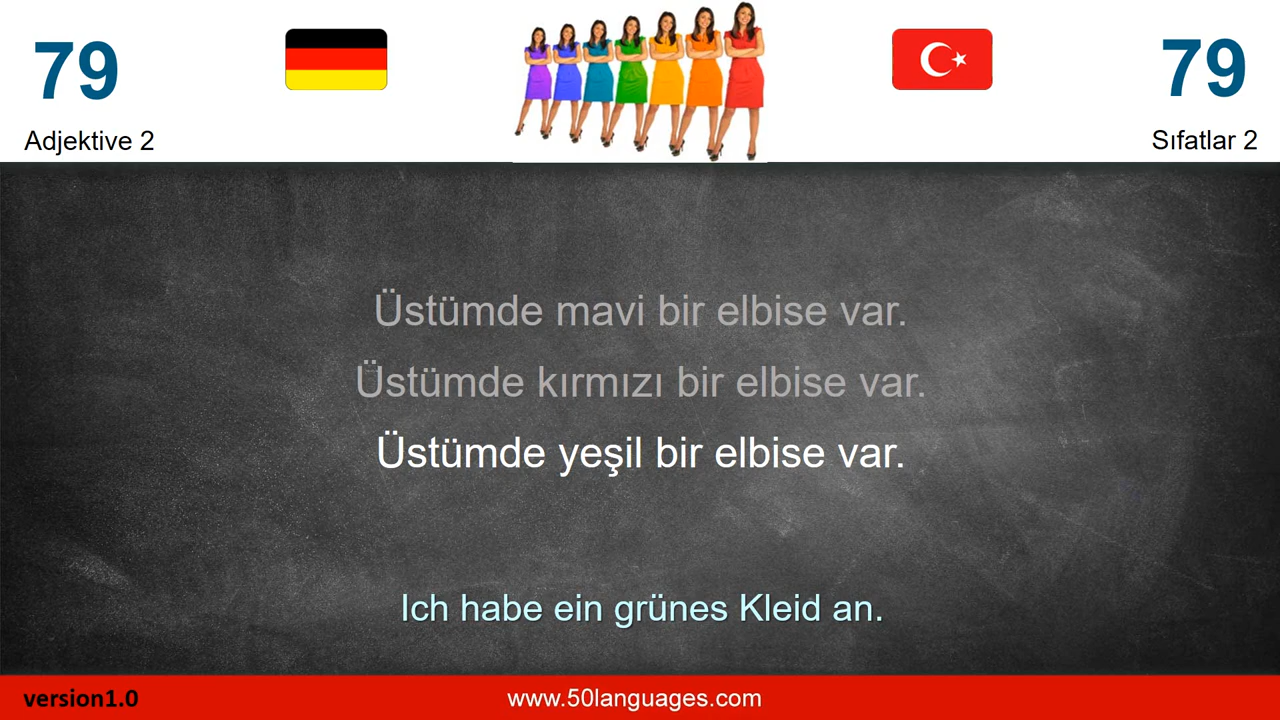 79
79
Adjektive 2
Sıfatlar 2
Üstümde mavi bir elbise var.
Üstümde kırmızı bir elbise var.
Üstümde yeşil bir elbise var.
Ich habe ein grünes Kleid an.
version1.0
www.50languages.com